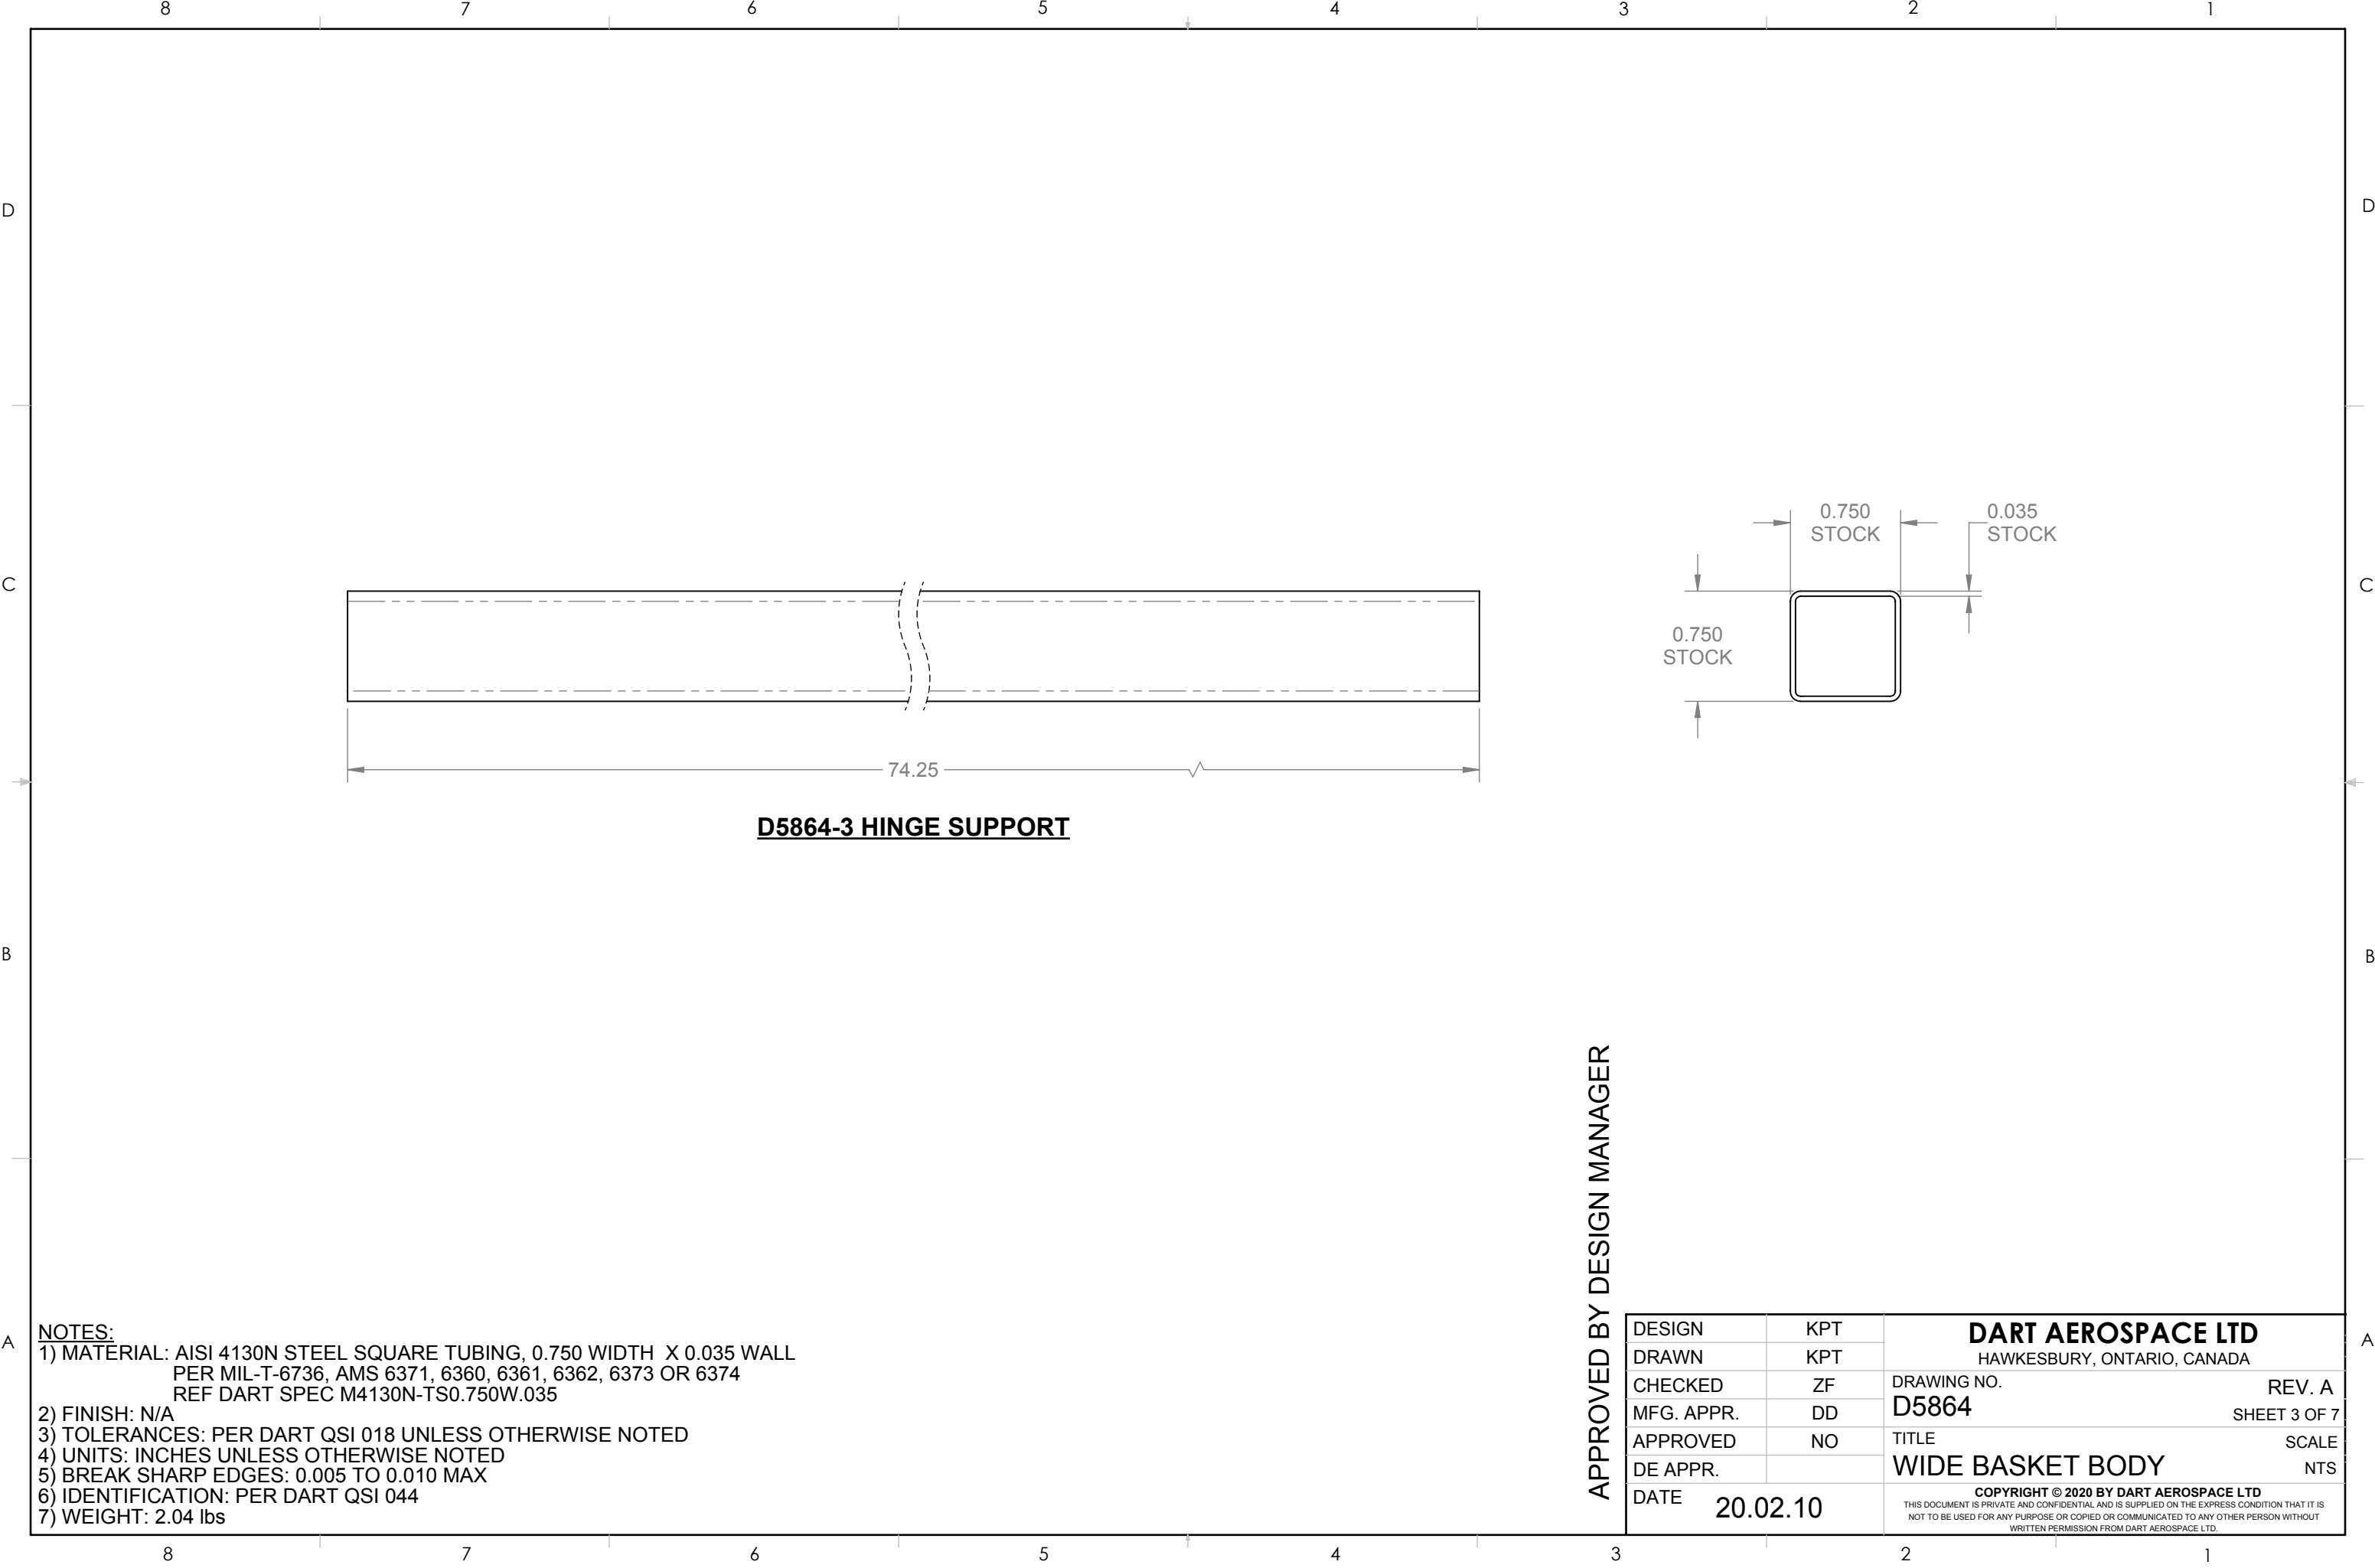 8 7 6 5 4 3 2 1
D D
0.750
STOCK
0.035
STOCK
C C
0.750
STOCK
74.25
D5864-3 HINGE SUPPORT
B B
APPROVED BY DESIGN MANAGER
A A
NOTES:
1) MATERIAL: AISI 4130N STEEL SQUARE TUBING, 0.750 WIDTH X 0.035 WALL
PER MIL-T-6736, AMS 6371, 6360, 6361, 6362, 6373 OR 6374
REF DART SPEC M4130N-TS0.750W.035
2) FINISH: N/A
3) TOLERANCES: PER DART QSI 018 UNLESS OTHERWISE NOTED
4) UNITS: INCHES UNLESS OTHERWISE NOTED
5) BREAK SHARP EDGES: 0.005 TO 0.010 MAX
6) IDENTIFICATION: PER DART QSI 044
7) WEIGHT: 2.04 lbs
DESIGN KPT
DRAWN KPT
CHECKED ZF
MFG. APPR. DD
APPROVED NO
DE APPR.
DATE 20.02.10
DART AEROSPACE LTD
HAWKESBURY, ONTARIO, CANADA
DRAWING NO. REV. A
D5864 SHEET 3 OF 7
TITLE SCALE
WIDE BASKET BODY NTS
COPYRIGHT © 2020 BY DART AEROSPACE LTD
THIS DOCUMENT IS PRIVATE AND CONFIDENTIAL AND IS SUPPLIED ON THE EXPRESS CONDITION THAT IT IS
NOT TO BE USED FOR ANY PURPOSE OR COPIED OR COMMUNICATED TO ANY OTHER PERSON WITHOUT
WRITTEN PERMISSION FROM DART AEROSPACE LTD.
8 7 6 5 4 3 2 1